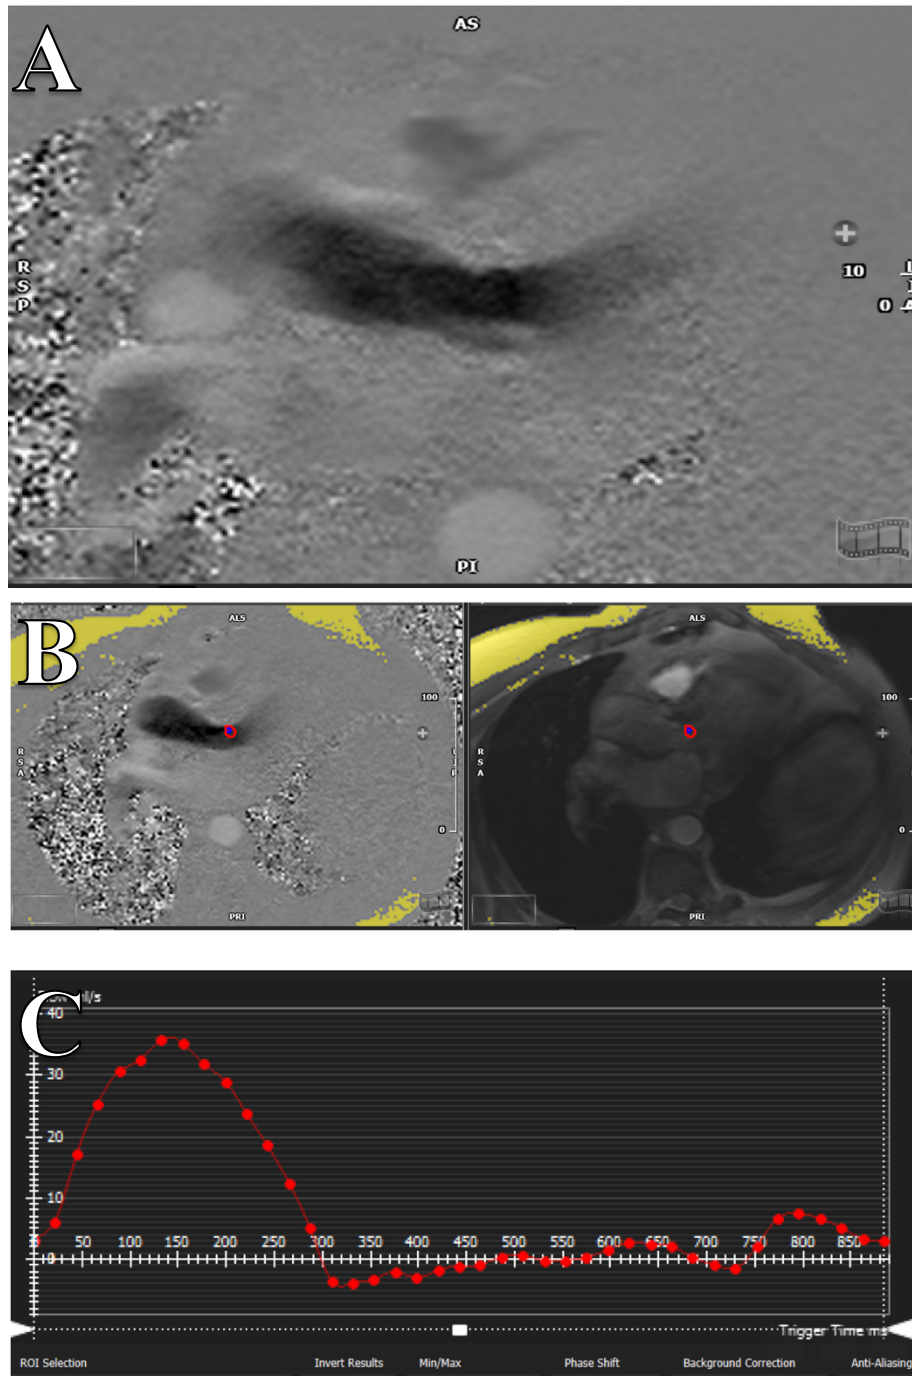 A
AS
R
S
P
10
0
PI
B
ALS
100
R
S
A
0
PRI
ALS
100
R
S
A
0
PRI
C
40
30
20
10
50 100 150 200 250 300 350 400 450 500 550 600 650 700 750 800 850
Trigger Time ms
ROI Selection Invert Results Min/Max Phase Shift Background Correction Anti-Aliasing